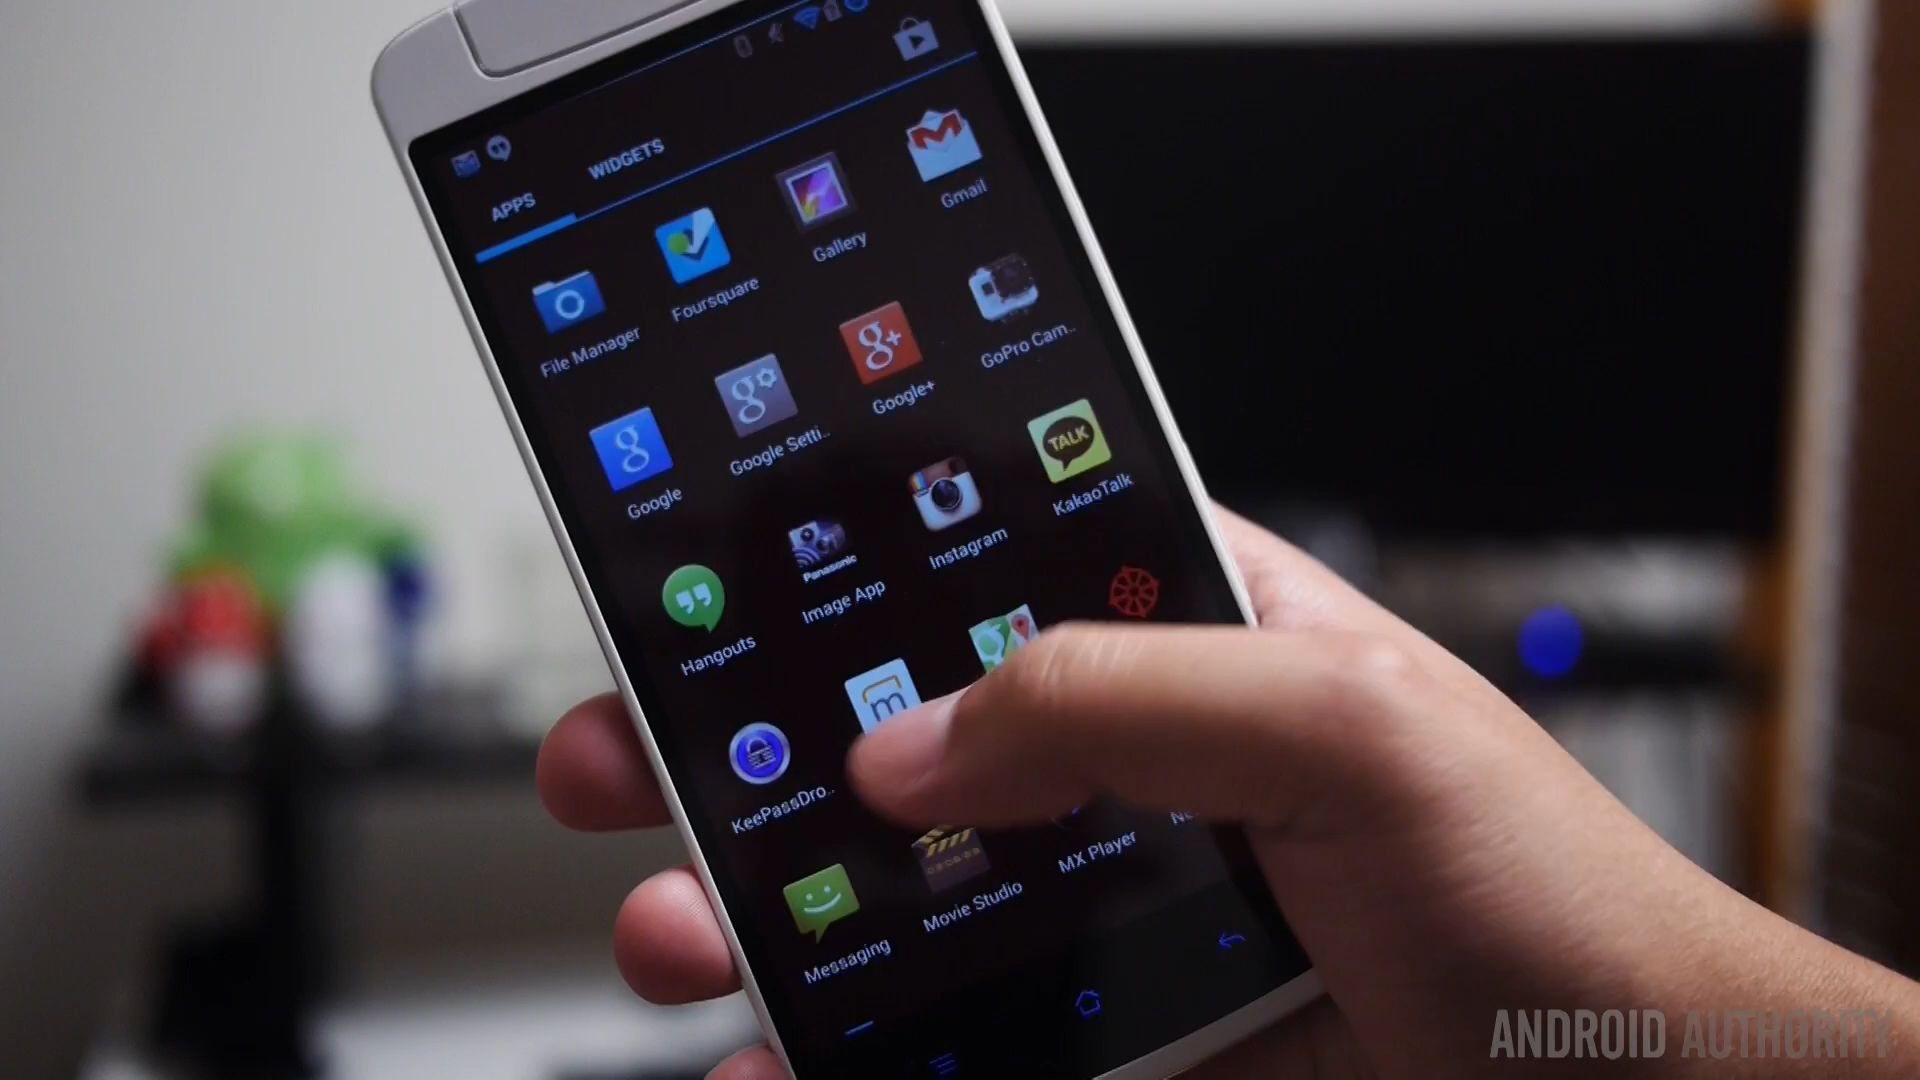 APPS
WIDGETS
File Manager
Foursquare
Gallery
Gmail
Google
Google Setti..
Google+
GoPro Cam..
Hangouts
Panasonic
Image App
Instagram
TALK
KakaoTalk
KeePassDro..
m
Messaging
Movie Studio
MX Player
ANDROID AUTHORITY